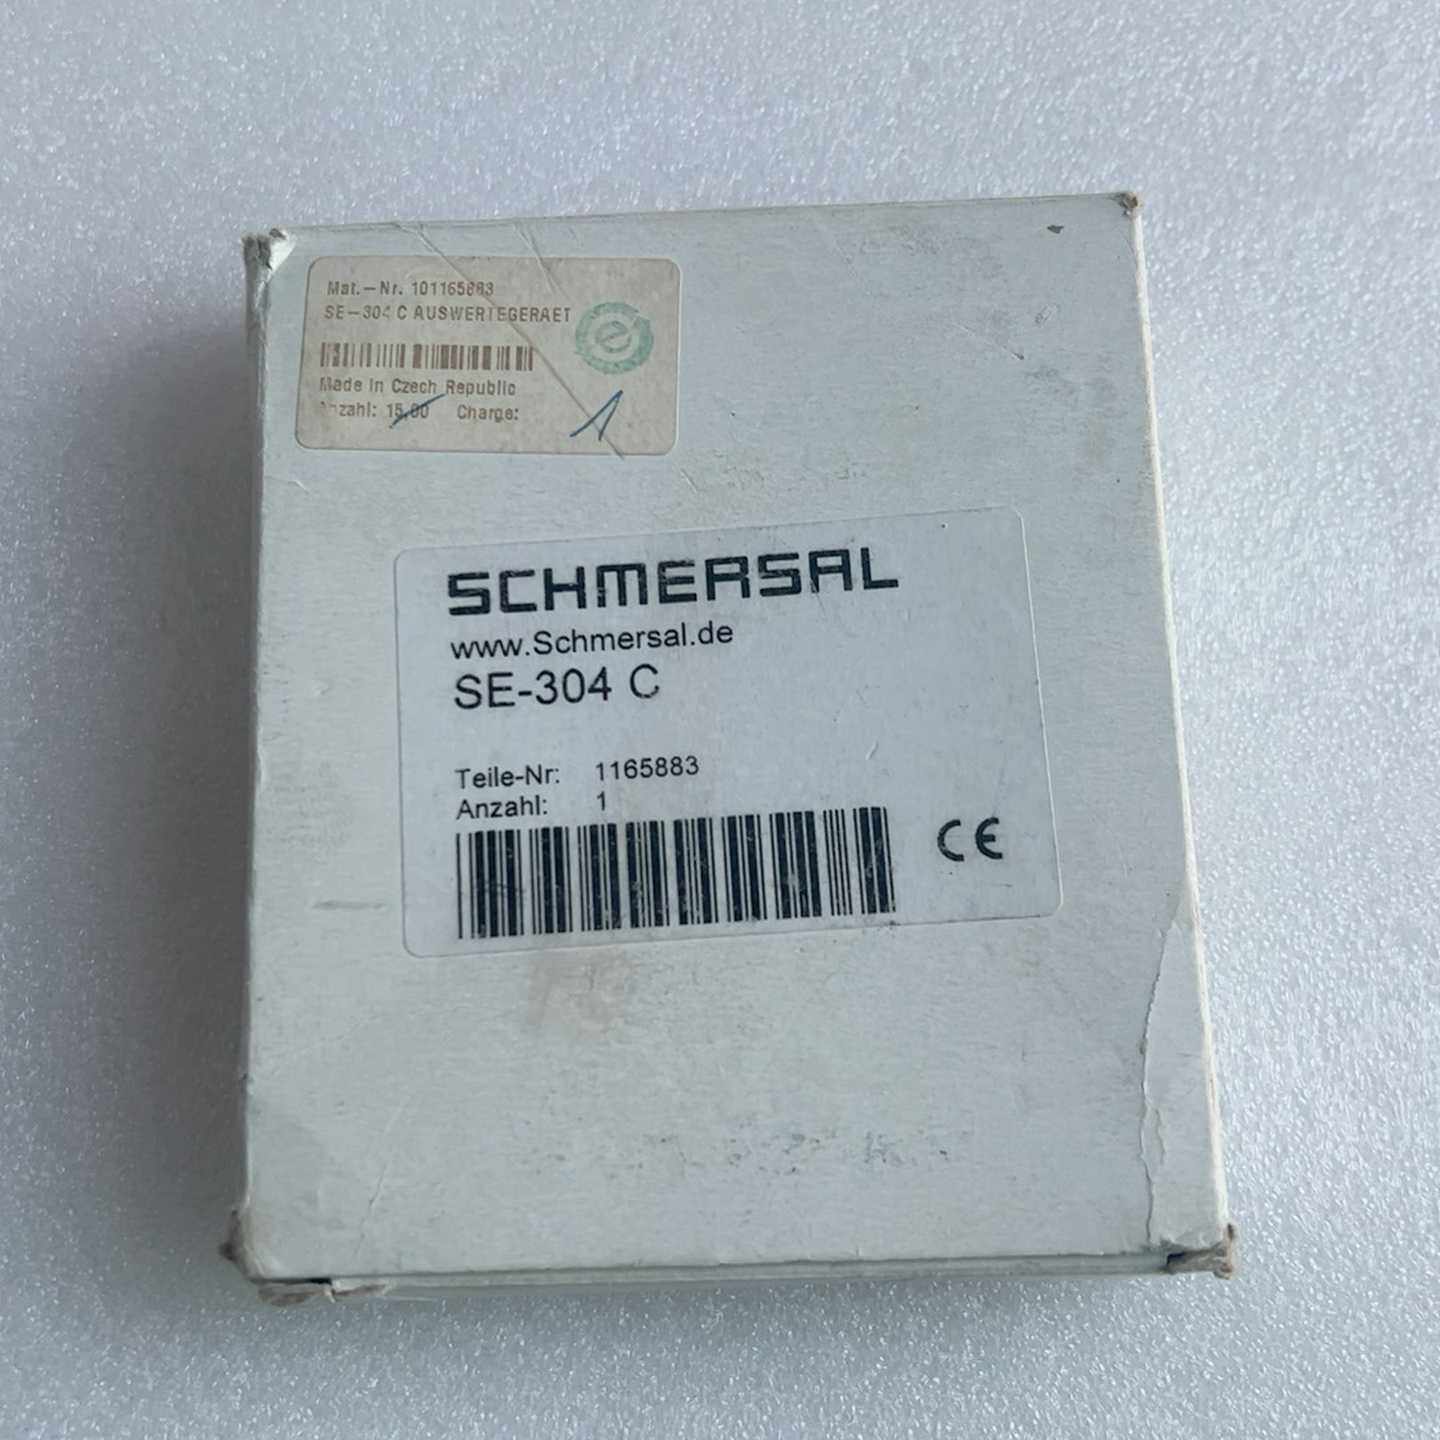 Mat.-Nr. 101165883
SE-304 C AUSWERTEGERAET
e
Made in Czech Republic
Anzahl: 15,00 Charge:
1
SCHMERSAL
www.Schmersal.de
SE-304 C
Teile-Nr: 1165883
Anzahl: 1
CE